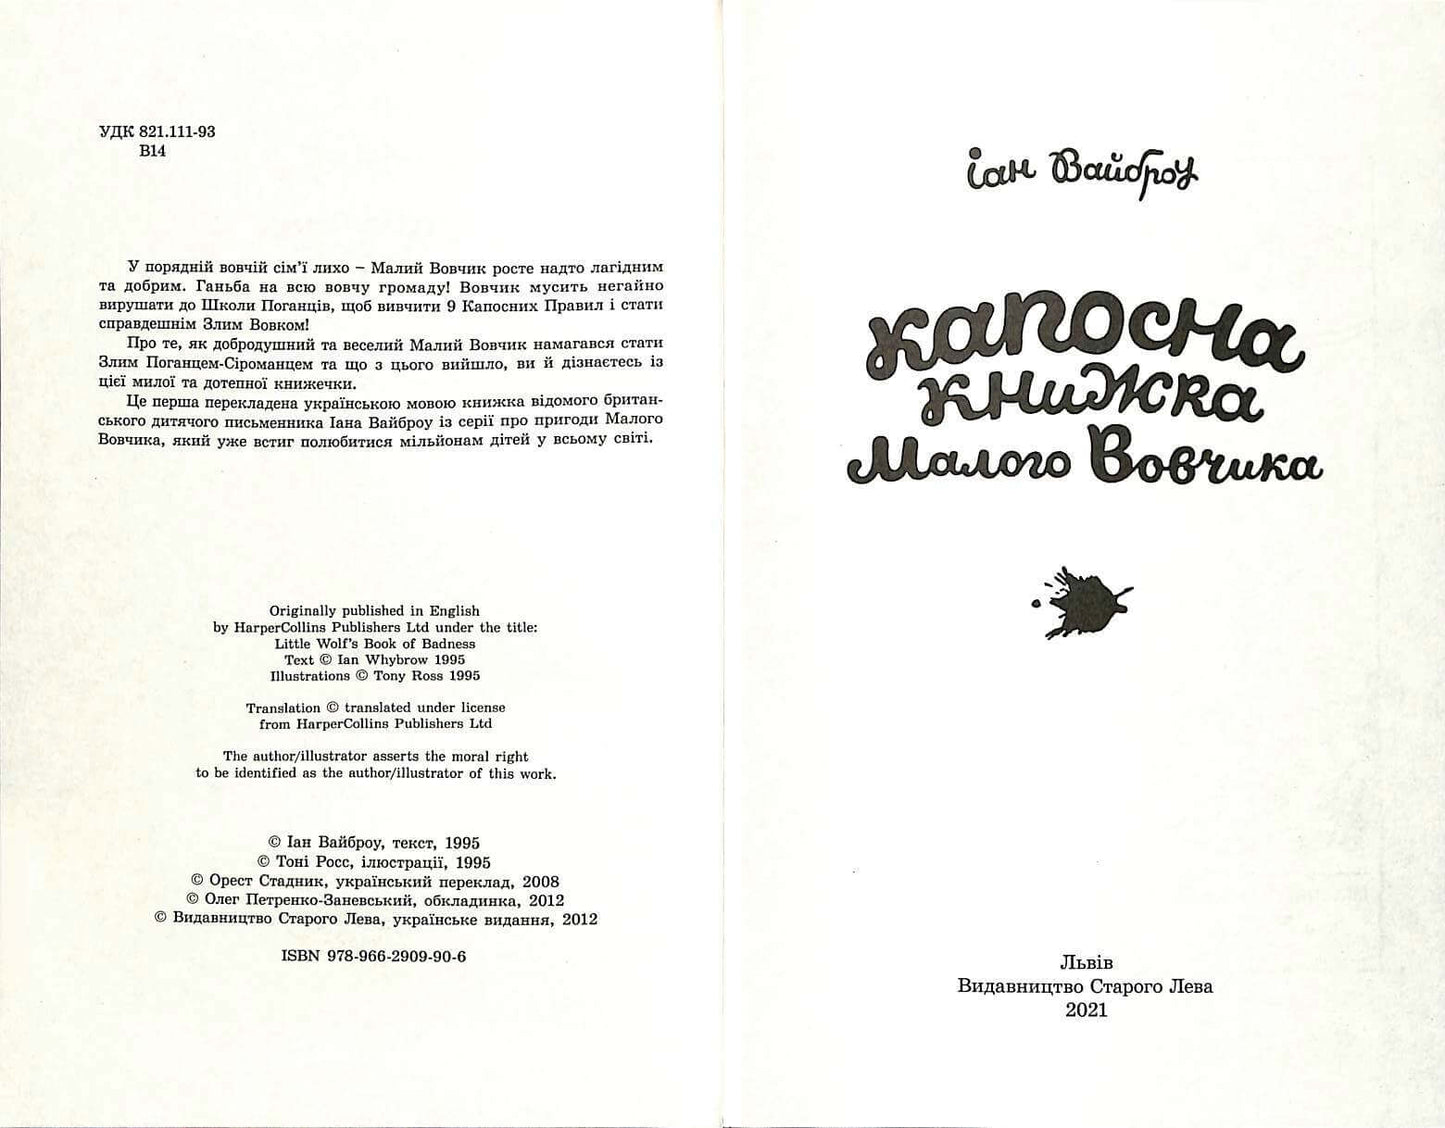 УДК 821.111-93
В14
У порядній вовчій сім’ї лихо – Малий Вовчик росте надто лагідним
та добрим. Ганьба на всю вовчу громаду! Вовчик мусить негайно
вирушати до Школи Поганців, щоб вивчити 9 Капосних Правил і стати
справдешнім Злим Вовком!
Про те, як добродушний та веселий Малий Вовчик намагався стати
Злим Поганцем-Сіроманцем та що з цього вийшло, ви й дізнаєтесь із
цієї милої та дотепної книжечки.
Це перша перекладена українською мовою книжка відомого британ-
ського дитячого письменника Іана Вайброу із серії про пригоди Малого
Вовчика, який уже встиг полюбитися мільйонам дітей у всьому світі.
Originally published in English
by HarperCollins Publishers Ltd under the title:
Little Wolf's Book of Badness
Text © Ian Whybrow 1995
Illustrations © Tony Ross 1995
Translation © translated under license
from HarperCollins Publishers Ltd
The author/illustrator asserts the moral right
to be identified as the author/illustrator of this work.
© Іан Вайброу, текст, 1995
© Тоні Росс, ілюстрації, 1995
© Орест Стадник, український переклад, 2008
© Олег Петренко-Заневський, обкладинка, 2012
© Видавництво Старого Лева, українське видання, 2012
ISBN 978-966-2909-90-6
Іан Вайброу
Капосна
книжка
Малого Вовчика
Львів
Видавництво Старого Лева
2021